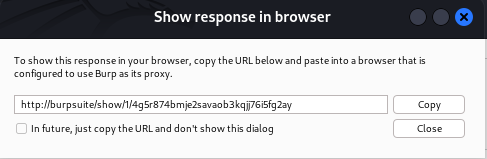 Show response in browser
To show this response in your browser, copy the URL below and paste into a browser that is
configured to use Burp as its proxy.
http://burpsuite/show/1/4g5r874bmje2savaob3kqjj76i5fg2ay
Copy
In future, just copy the URL and don't show this dialog
Close